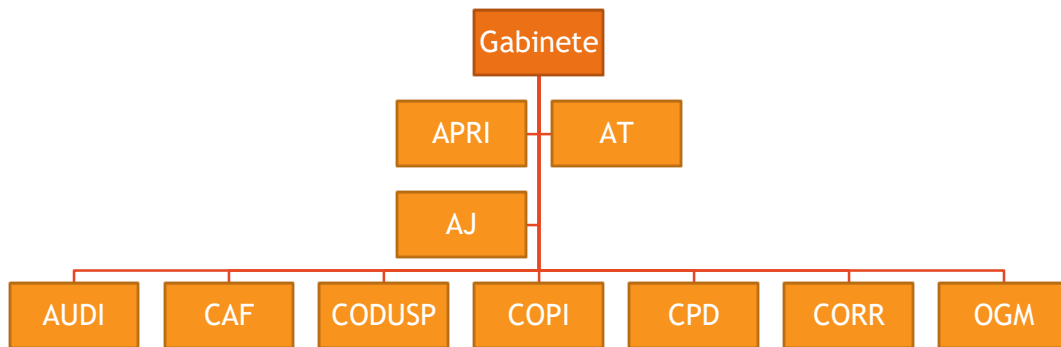 Gabinete
APRI
AT
AJ
AUDI
CAF
CODUSP
COPI
CPD
CORR
OGM